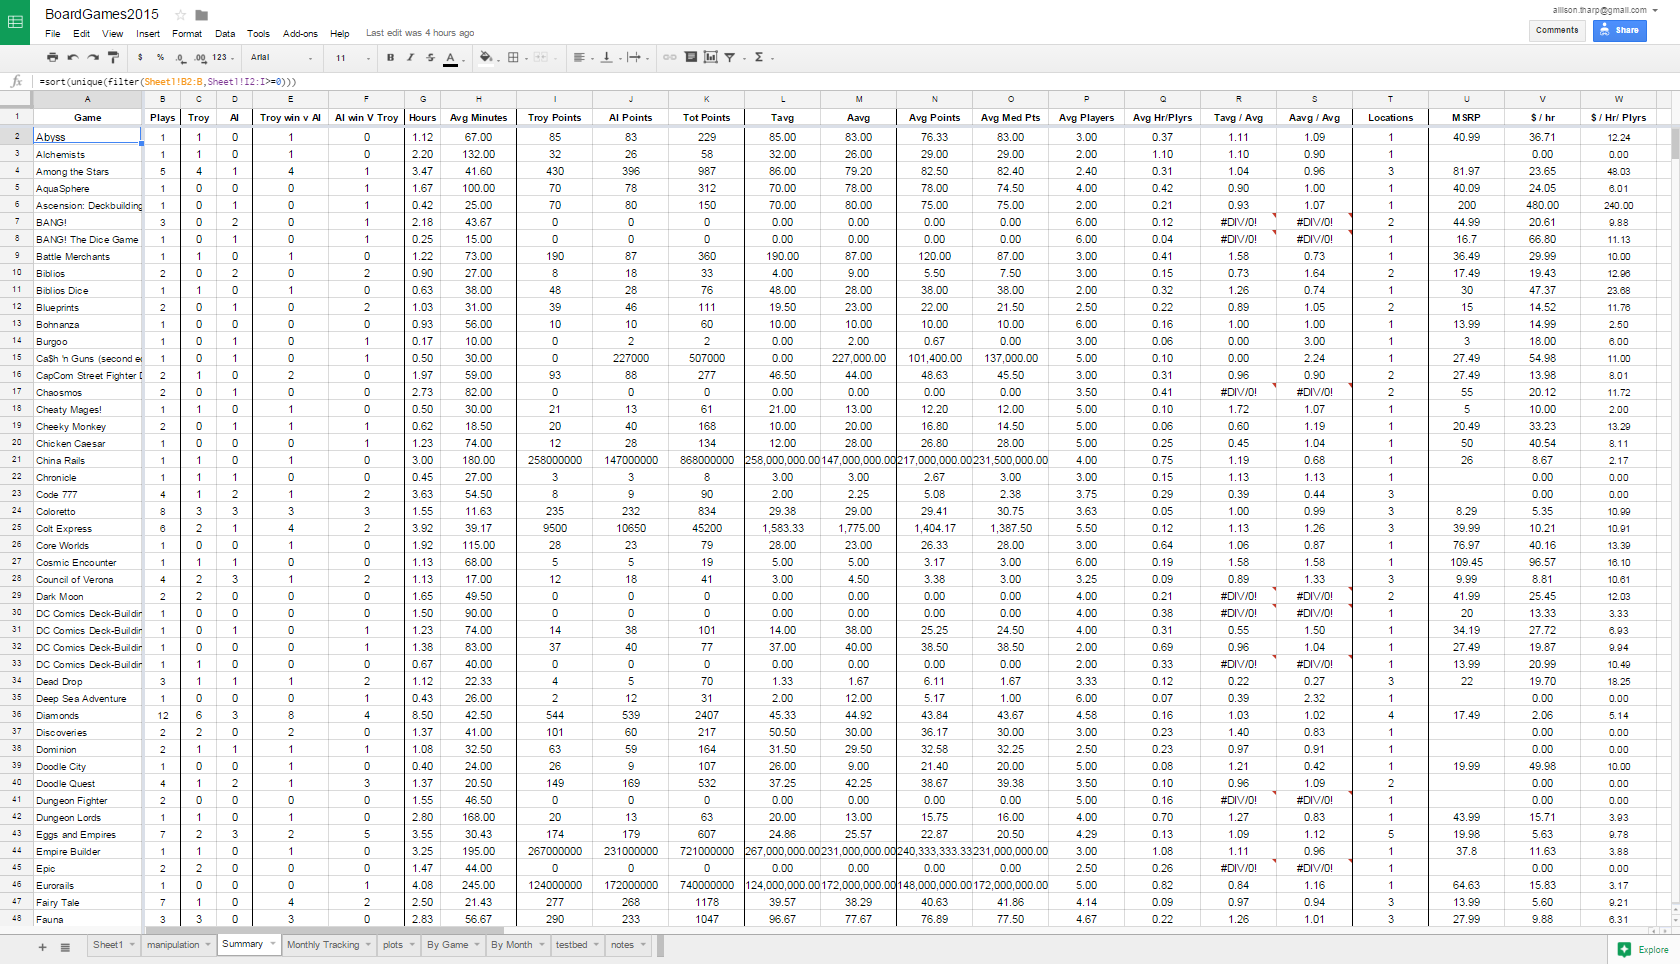 BoardGames2015
allison.tharp@gmail.com
File Edit View Insert Format Data Tools Add-ons Help Last edit was 4 hours ago
Comments Share
$ % .0 .00 123 Arial 11 B I S A Σ
fx =sort(unique(filter(Sheet1!B2:B,Sheet1!I2:I>=0)))
A B C D E F G H I J K L M N O P Q R S T U V W
1 Game Plays Troy Al Troy win v Al Al win V Troy Hours Avg Minutes Troy Points Al Points Tot Points Tavg Aavg Avg Points Avg Med Pts Avg Players Avg Hr/Plyrs Tavg / Avg Aavg / Avg Locations MSRP $ / hr $ / Hr/ Plyrs
2 Abyss 1 1 0 1 0 1.12 67.00 85 83 229 85.00 83.00 76.33 83.00 3.00 0.37 1.11 1.09 1 40.99 36.71 12.24
3 Alchemists 1 1 0 1 0 2.20 132.00 32 26 58 32.00 26.00 29.00 29.00 2.00 1.10 1.10 0.90 1 0.00 0.00
4 Among the Stars 5 4 1 4 1 3.47 41.60 430 396 987 86.00 79.20 82.50 82.40 2.40 0.31 1.04 0.96 3 81.97 23.65 48.03
5 AquaSphere 1 0 0 0 1 1.67 100.00 70 78 312 70.00 78.00 78.00 74.50 4.00 0.42 0.90 1.00 1 40.09 24.05 6.01
6 Ascension: Deckbuilding 1 0 1 0 1 0.42 25.00 70 80 150 70.00 80.00 75.00 75.00 2.00 0.21 0.93 1.07 1 200 480.00 240.00
7 BANG! 3 0 2 0 1 2.18 43.67 0 0 0 0.00 0.00 0.00 0.00 6.00 0.12 #DIV/0! #DIV/0! 2 44.99 20.61 9.88
8 BANG! The Dice Game 1 0 1 0 1 0.25 15.00 0 0 0 0.00 0.00 0.00 0.00 6.00 0.04 #DIV/0! #DIV/0! 1 16.7 66.80 11.13
9 Battle Merchants 1 1 0 1 0 1.22 73.00 190 87 360 190.00 87.00 120.00 87.00 3.00 0.41 1.58 0.73 1 36.49 29.99 10.00
10 Biblios 2 0 2 0 2 0.90 27.00 8 18 33 4.00 9.00 5.50 7.50 3.00 0.15 0.73 1.64 2 17.49 19.43 12.96
11 Biblios Dice 1 1 0 1 0 0.63 38.00 48 28 76 48.00 28.00 38.00 38.00 2.00 0.32 1.26 0.74 1 30 47.37 23.68
12 Blueprints 2 0 1 0 2 1.03 31.00 39 46 111 19.50 23.00 22.00 21.50 2.50 0.22 0.89 1.05 2 15 14.52 11.76
13 Bohnanza 1 0 0 0 0 0.93 56.00 10 10 60 10.00 10.00 10.00 10.00 6.00 0.16 1.00 1.00 1 13.99 14.99 2.50
14 Burgoo 1 0 1 0 1 0.17 10.00 0 2 2 0.00 2.00 0.67 0.00 3.00 0.06 0.00 3.00 1 3 18.00 6.00
15 Ca$h 'n Guns (second e 1 0 1 0 1 0.50 30.00 0 227000 507000 0.00 227,000.00 101,400.00 137,000.00 5.00 0.10 0.00 2.24 1 27.49 54.98 11.00
16 CapCom Street Fighter 2 1 0 2 0 1.97 59.00 93 88 277 46.50 44.00 48.63 45.50 3.00 0.31 0.96 0.90 2 27.49 13.98 8.01
17 Chaosmos 2 0 1 0 0 2.73 82.00 0 0 0 0.00 0.00 0.00 0.00 3.50 0.41 #DIV/0! #DIV/0! 2 55 20.12 11.72
18 Cheaty Mages! 1 1 0 1 0 0.50 30.00 21 13 61 21.00 13.00 12.20 12.00 5.00 0.10 1.72 1.07 1 5 10.00 2.00
19 Cheeky Monkey 2 0 1 1 1 0.62 18.50 20 40 168 10.00 20.00 16.80 14.50 5.00 0.06 0.60 1.19 1 20.49 33.23 13.29
20 Chicken Caesar 1 0 0 0 1 1.23 74.00 12 28 134 12.00 28.00 26.80 28.00 5.00 0.25 0.45 1.04 1 50 40.54 8.11
21 China Rails 1 1 0 1 0 3.00 180.00 258000000 147000000 868000000 258,000,000.00 147,000,000.00 217,000,000.00 231,500,000.00 4.00 0.75 1.19 0.68 1 26 8.67 2.17
22 Chronicle 1 1 1 0 0 0.45 27.00 3 3 8 3.00 3.00 2.67 3.00 3.00 0.15 1.13 1.13 1 0.00 0.00
23 Code 777 4 1 2 1 2 3.63 54.50 8 9 90 2.00 2.25 5.08 2.38 3.75 0.29 0.39 0.44 3 0.00 0.00
24 Coloretto 8 3 3 3 3 1.55 11.63 235 232 834 29.38 29.00 29.41 30.75 3.63 0.05 1.00 0.99 3 8.29 5.35 10.99
25 Colt Express 6 2 1 4 2 3.92 39.17 9500 10650 45200 1,583.33 1,775.00 1,404.17 1,387.50 5.50 0.12 1.13 1.26 3 39.99 10.21 10.91
26 Core Worlds 1 0 0 1 0 1.92 115.00 28 23 79 28.00 23.00 26.33 28.00 3.00 0.64 1.06 0.87 1 76.97 40.16 13.39
27 Cosmic Encounter 1 1 1 0 0 1.13 68.00 5 5 19 5.00 5.00 3.17 3.00 6.00 0.19 1.58 1.58 1 109.45 96.57 16.10
28 Council of Verona 4 2 3 1 2 1.13 17.00 12 18 41 3.00 4.50 3.38 3.00 3.25 0.09 0.89 1.33 3 9.99 8.81 10.61
29 Dark Moon 2 2 0 0 0 1.65 49.50 0 0 0 0.00 0.00 0.00 0.00 4.00 0.21 #DIV/0! #DIV/0! 2 41.99 25.45 12.03
30 DC Comics Deck-Buildin 1 0 0 0 0 1.50 90.00 0 0 0 0.00 0.00 0.00 0.00 4.00 0.38 #DIV/0! #DIV/0! 1 20 13.33 3.33
31 DC Comics Deck-Buildin 1 0 1 0 1 1.23 74.00 14 38 101 14.00 38.00 25.25 24.50 4.00 0.31 0.55 1.50 1 34.19 27.72 6.93
32 DC Comics Deck-Buildin 1 0 0 0 1 1.38 83.00 37 40 77 37.00 40.00 38.50 38.50 2.00 0.69 0.96 1.04 1 27.49 19.87 9.94
33 DC Comics Deck-Buildin 1 1 0 0 0 0.67 40.00 0 0 0 0.00 0.00 0.00 0.00 2.00 0.33 #DIV/0! #DIV/0! 1 13.99 20.99 10.49
34 Dead Drop 3 1 1 1 2 1.12 22.33 4 5 70 1.33 1.67 6.11 1.67 3.33 0.12 0.22 0.27 3 22 19.70 18.25
35 Deep Sea Adventure 1 0 0 0 1 0.43 26.00 2 12 31 2.00 12.00 5.17 1.00 6.00 0.07 0.39 2.32 1 0.00 0.00
36 Diamonds 12 6 3 8 4 8.50 42.50 544 539 2407 45.33 44.92 43.84 43.67 4.58 0.16 1.03 1.02 4 17.49 2.06 5.14
37 Discoveries 2 2 0 2 0 1.37 41.00 101 60 217 50.50 30.00 36.17 30.00 3.00 0.23 1.40 0.83 1 0.00 0.00
38 Dominion 2 1 1 1 1 1.08 32.50 63 59 164 31.50 29.50 32.58 32.25 2.50 0.23 0.97 0.91 1 0.00 0.00
39 Doodle City 1 0 0 1 0 0.40 24.00 26 9 107 26.00 9.00 21.40 20.00 5.00 0.08 1.21 0.42 1 19.99 49.98 10.00
40 Doodle Quest 4 1 2 1 3 1.37 20.50 149 169 532 37.25 42.25 38.67 39.38 3.50 0.10 0.96 1.09 2 0.00 0.00
41 Dungeon Fighter 2 0 0 0 0 1.55 46.50 0 0 0 0.00 0.00 0.00 0.00 5.00 0.16 #DIV/0! #DIV/0! 1 0.00 0.00
42 Dungeon Lords 1 1 0 1 0 2.80 168.00 20 13 63 20.00 13.00 15.75 16.00 4.00 0.70 1.27 0.83 1 43.99 15.71 3.93
43 Eggs and Empires 7 2 3 2 5 3.55 30.43 174 179 607 24.86 25.57 22.87 20.50 4.29 0.13 1.09 1.12 5 19.98 5.63 9.78
44 Empire Builder 1 1 0 1 0 3.25 195.00 267000000 231000000 721000000 267,000,000.00 231,000,000.00 240,333,333.33 231,000,000.00 3.00 1.08 1.11 0.96 1 37.8 11.63 3.88
45 Epic 2 2 0 0 0 1.47 44.00 0 0 0 0.00 0.00 0.00 0.00 2.50 0.26 #DIV/0! #DIV/0! 1 0.00 0.00
46 Eurorails 1 0 0 0 1 4.08 245.00 124000000 172000000 740000000 124,000,000.00 172,000,000.00 148,000,000.00 172,000,000.00 5.00 0.82 0.84 1.16 1 64.63 15.83 3.17
47 Fairy Tale 7 1 0 4 2 2.50 21.43 277 268 1178 39.57 38.29 40.63 41.86 4.14 0.09 0.97 0.94 3 13.99 5.60 9.21
48 Fauna 3 3 0 3 0 2.83 56.67 290 233 1047 96.67 77.67 76.89 77.50 4.67 0.22 1.26 1.01 3 27.99 9.88 6.31
+ Sheet1 manipulation Summary Monthly Tracking plots By Game By Month testbed notes Explore